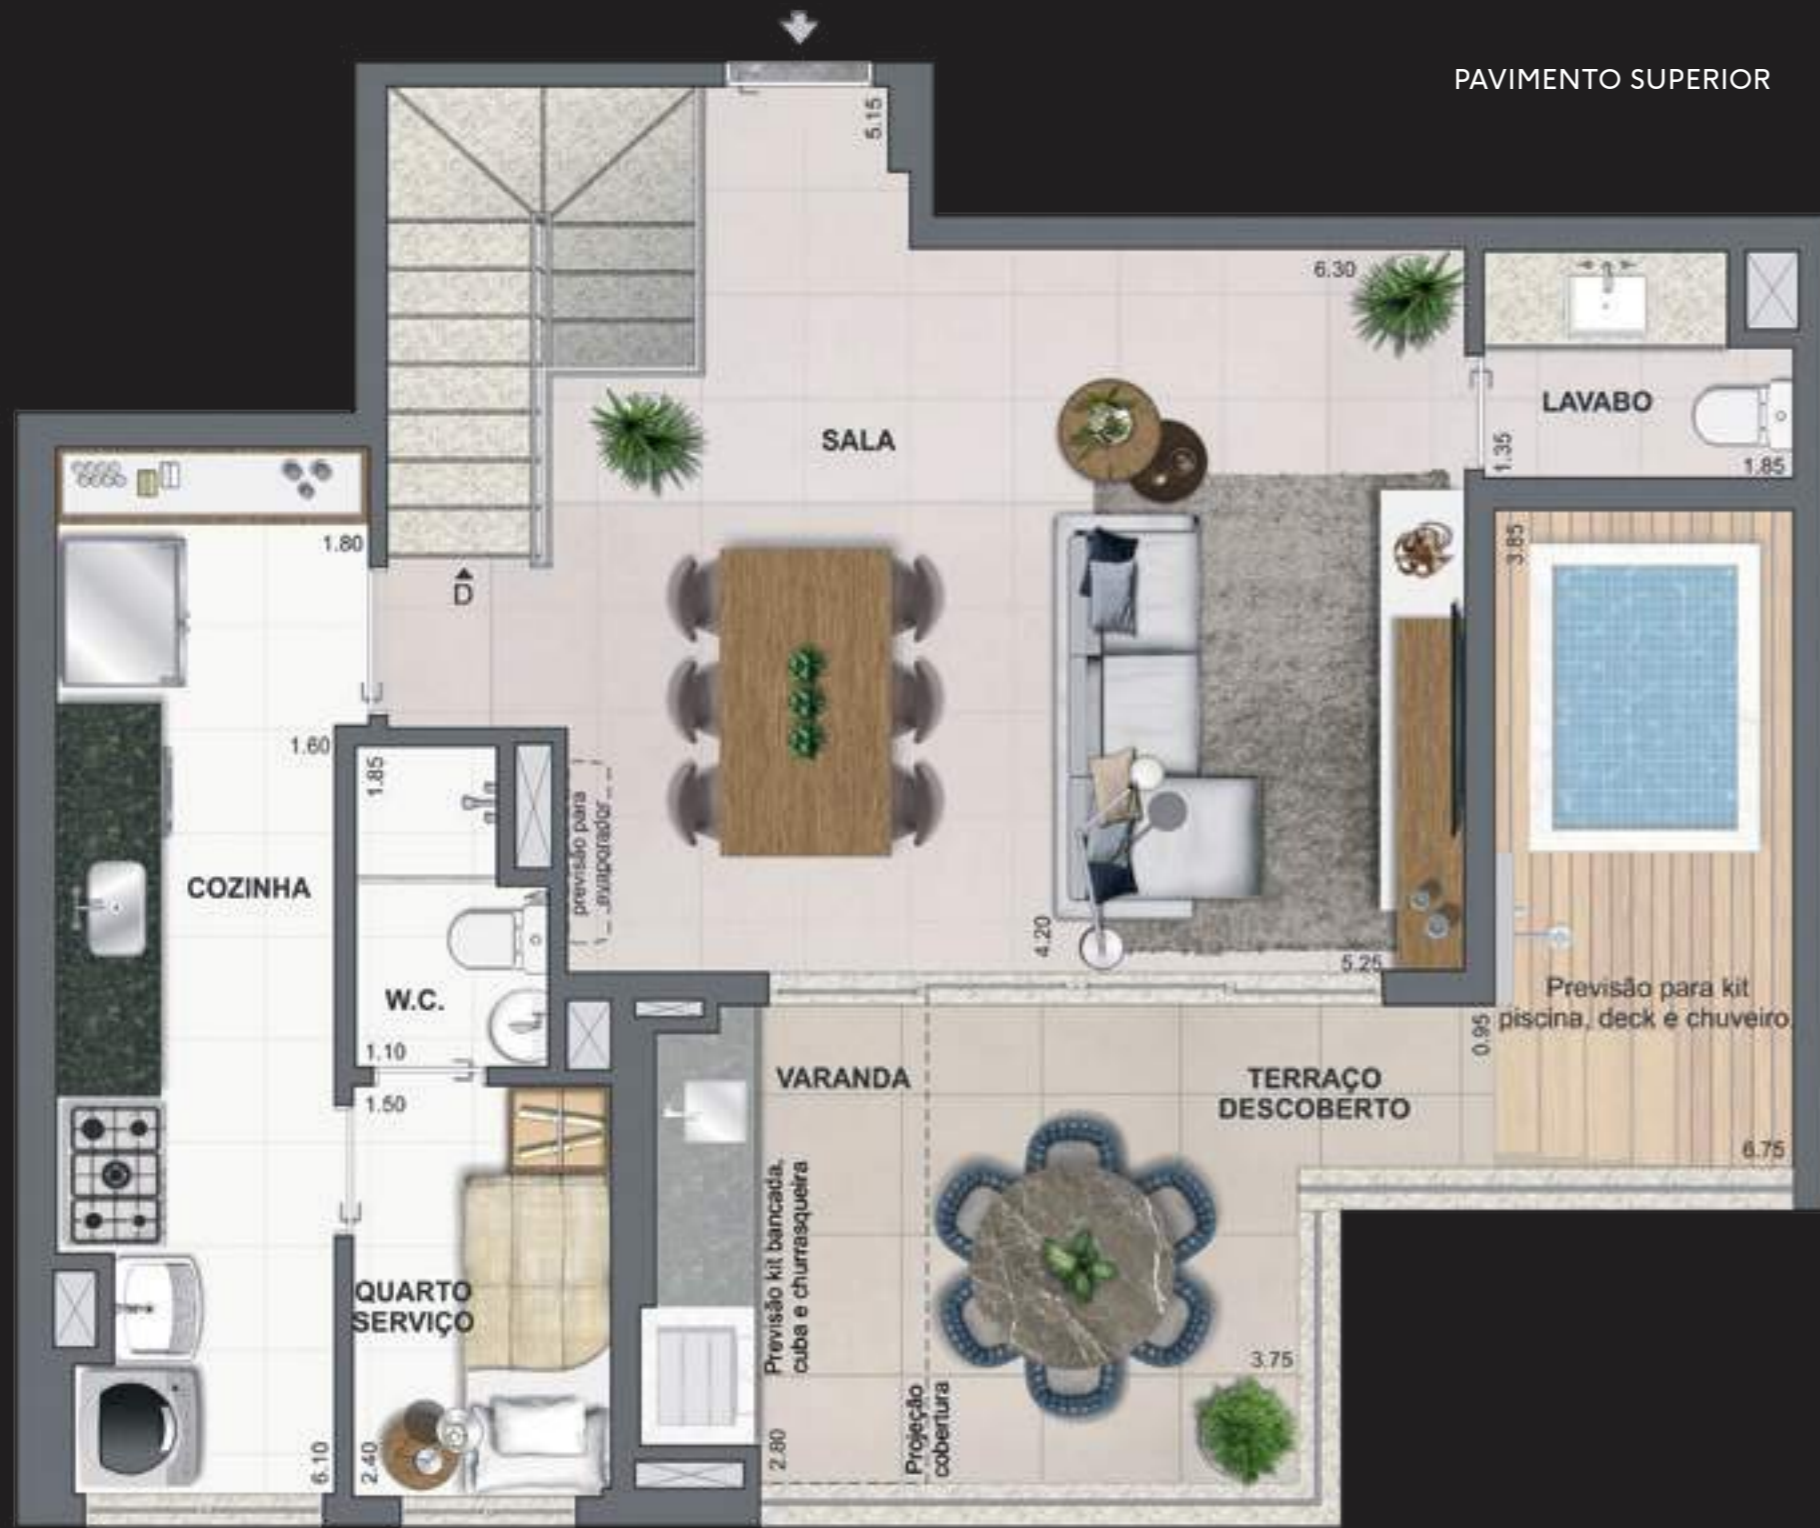 PAVIMENTO SUPERIOR
5.15
6.30
SALA
LAVABO
1.35
1.85
1.80
D
3.85
1.60
1.85
previsão para
evaporador
COZINHA
4.20
5.25
W.C.
1.10
1.50
Previsão para kit
piscina, deck e chuveiro
0.95
VARANDA
TERRAÇO
DESCOBERTO
6.75
Previsão kit bancada,
cuba e churrasqueira
QUARTO
SERVIÇO
3.75
Projeção
cobertura
6.10
2.40
2.80